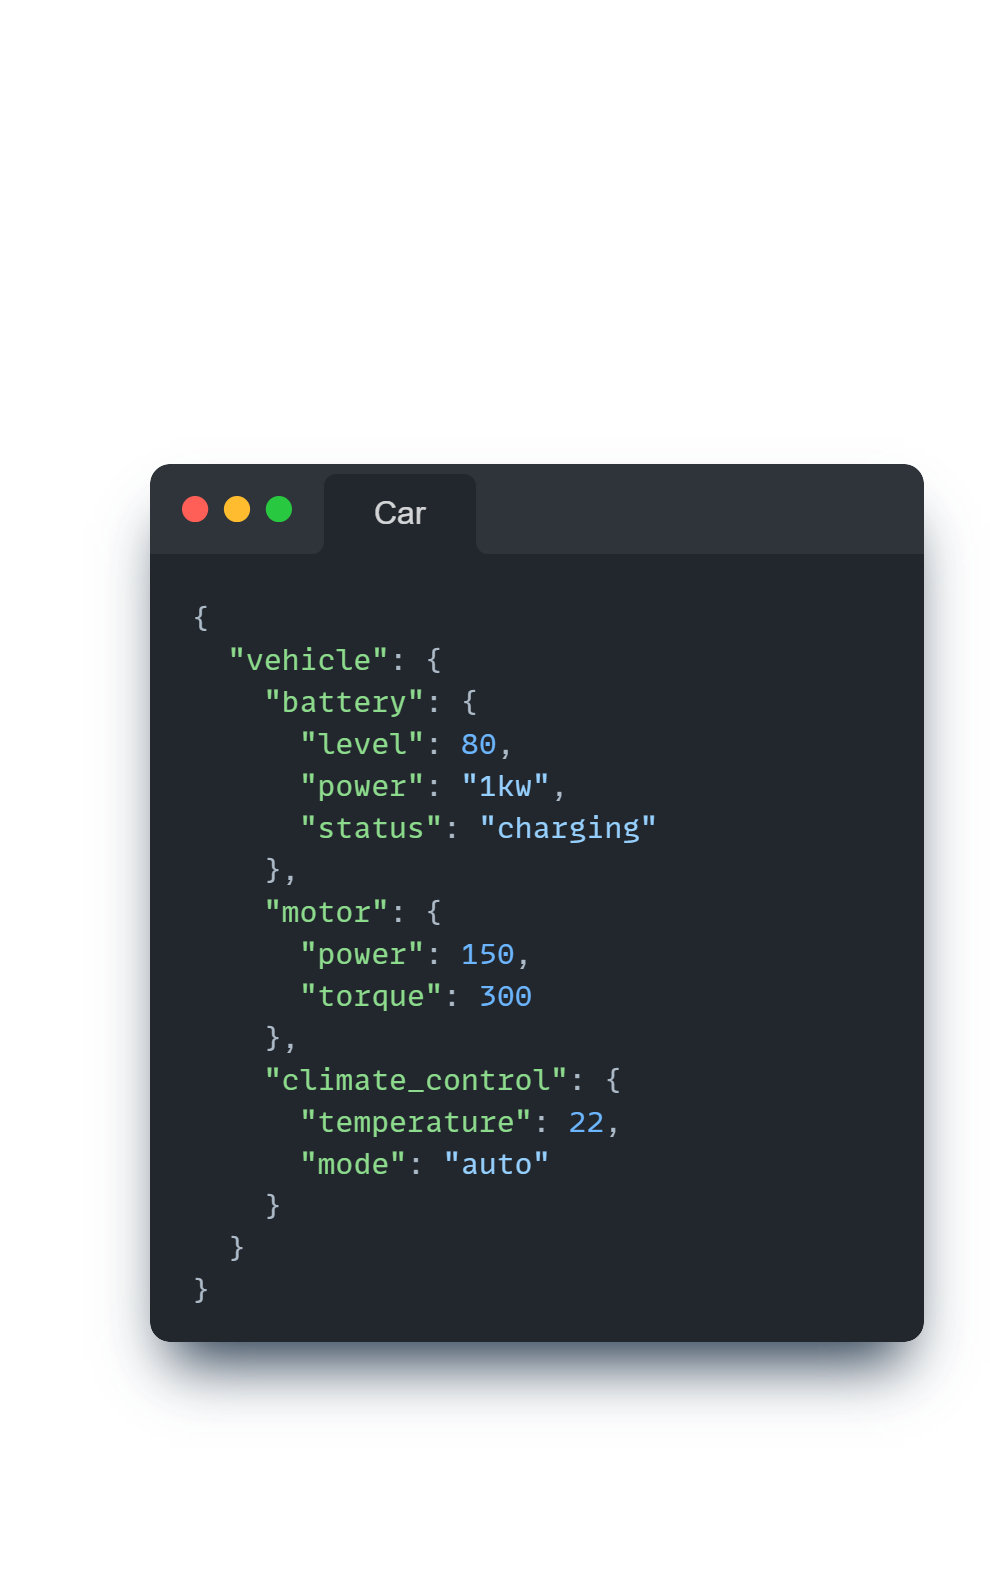 Car
{
  "vehicle": {
    "battery": {
      "level": 80,
      "power": "1kw",
      "status": "charging"
    },
    "motor": {
      "power": 150,
      "torque": 300
    },
    "climate_control": {
      "temperature": 22,
      "mode": "auto"
    }
  }
}